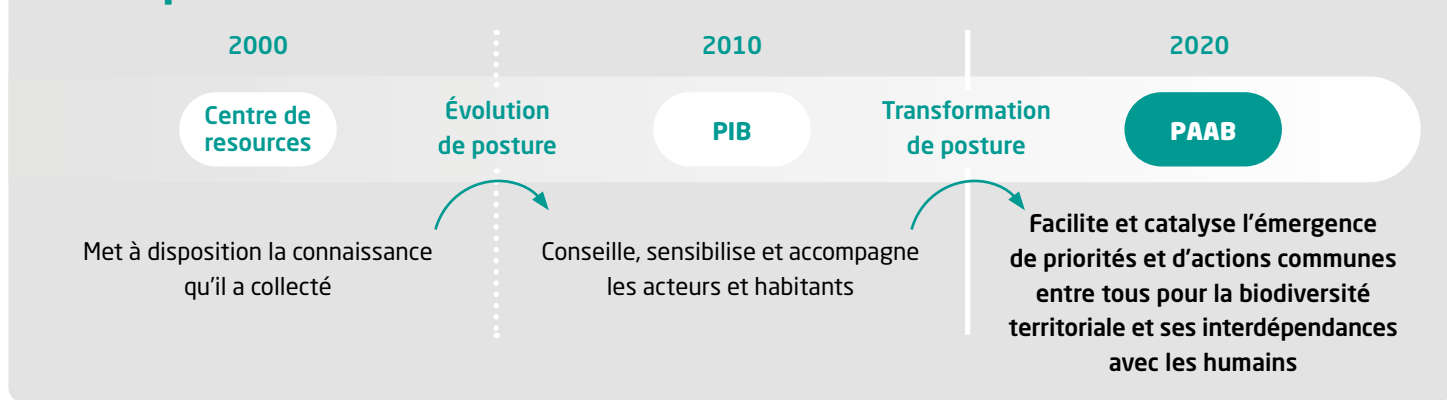 2000
2010
2020
Centre de
resources
Évolution
de posture
PIB
Transformation
de posture
PAAB
Met à disposition la connaissance
qu'il a collecté
Conseille, sensibilise et accompagne
les acteurs et habitants
Facilite et catalyse l'émergence
de priorités et d'actions communes
entre tous pour la biodiversité
territoriale et ses interdépendances
avec les humains